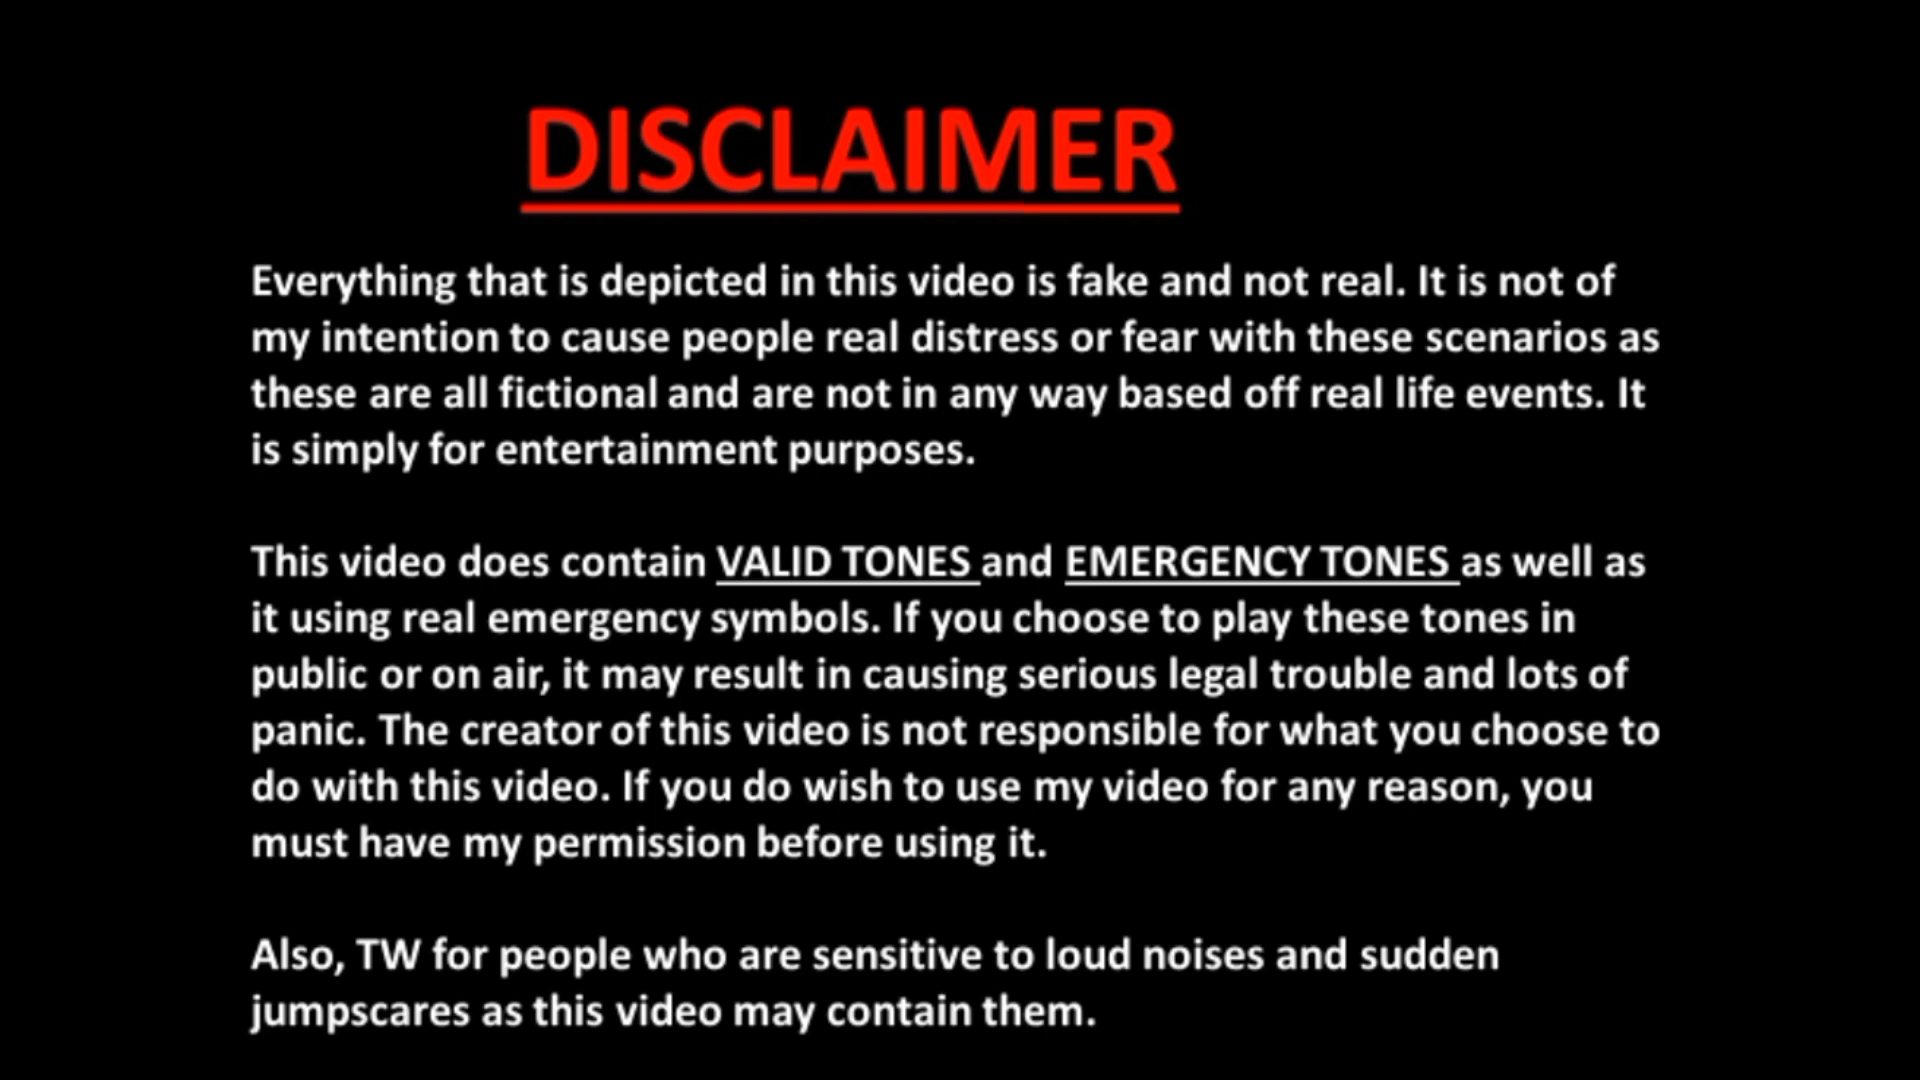 DISCLAIMER
Everything that is depicted in this video is fake and not real. It is not of
my intention to cause people real distress or fear with these scenarios as
these are all fictional and are not in any way based off real life events. It
is simply for entertainment purposes.
This video does contain VALID TONES and EMERGENCY TONES as well as
it using real emergency symbols. If you choose to play these tones in
public or on air, it may result in causing serious legal trouble and lots of
panic. The creator of this video is not responsible for what you choose to
do with this video. If you do wish to use my video for any reason, you
must have my permission before using it.
Also, TW for people who are sensitive to loud noises and sudden
jumpscares as this video may contain them.